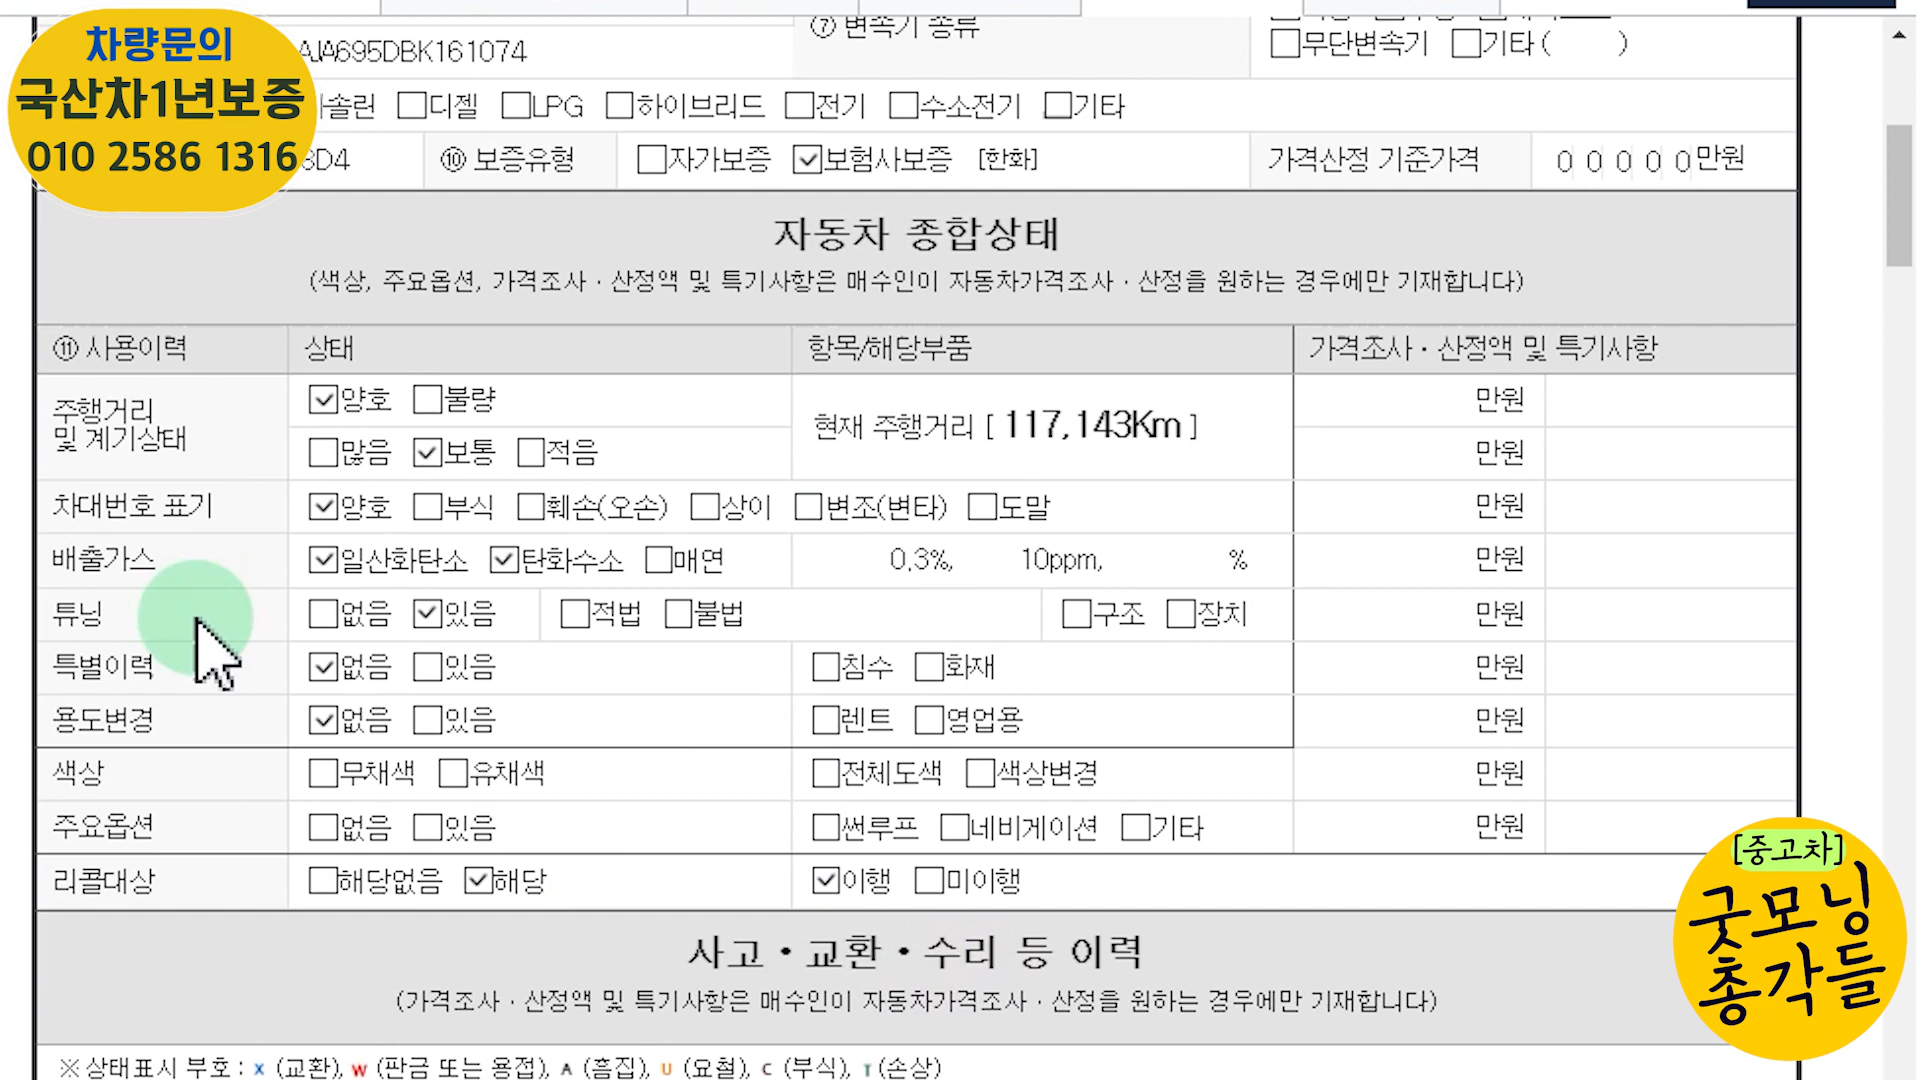 차량문의
국산차1년보증
010 2586 1316
AJA695DBK161074
⑦ 변속기 종류
무단변속기 기타 ( )
솔린 디젤 LPG 하이브리드 전기 수소전기 기타
3D4 ⑩ 보증유형 자가보증 보험사보증 [한화] 가격산정 기준가격 0 0 0 0 0 만원
자동차 종합상태
(색상, 주요옵션, 가격조사 · 산정액 및 특기사항은 매수인이 자동차가격조사 · 산정을 원하는 경우에만 기재합니다)
⑪ 사용이력 상태 항목/해당부품 가격조사 · 산정액 및 특기사항
주행거리 및 계기상태 양호 불량 현재 주행거리 [ 117,143Km ] 만원
많음 보통 적음 만원
차대번호 표기 양호 부식 훼손(오손) 상이 변조(변타) 도말 만원
배출가스 일산화탄소 탄화수소 매연 0.3%, 10ppm, % 만원
튜닝 없음 있음 적법 불법 구조 장치 만원
특별이력 없음 있음 침수 화재 만원
용도변경 없음 있음 렌트 영업용 만원
색상 무채색 유채색 전체도색 색상변경 만원
주요옵션 없음 있음 썬루프 네비게이션 기타 만원
리콜대상 해당없음 해당 이행 미이행
사고 · 교환 · 수리 등 이력
(가격조사 · 산정액 및 특기사항은 매수인이 자동차가격조사 · 산정을 원하는 경우에만 기재합니다)
※ 상태표시 부호 : X (교환), W (판금 또는 용접), A (흠집), U (요철), C (부식), T (손상)
[중고차]
굿모닝
총각들